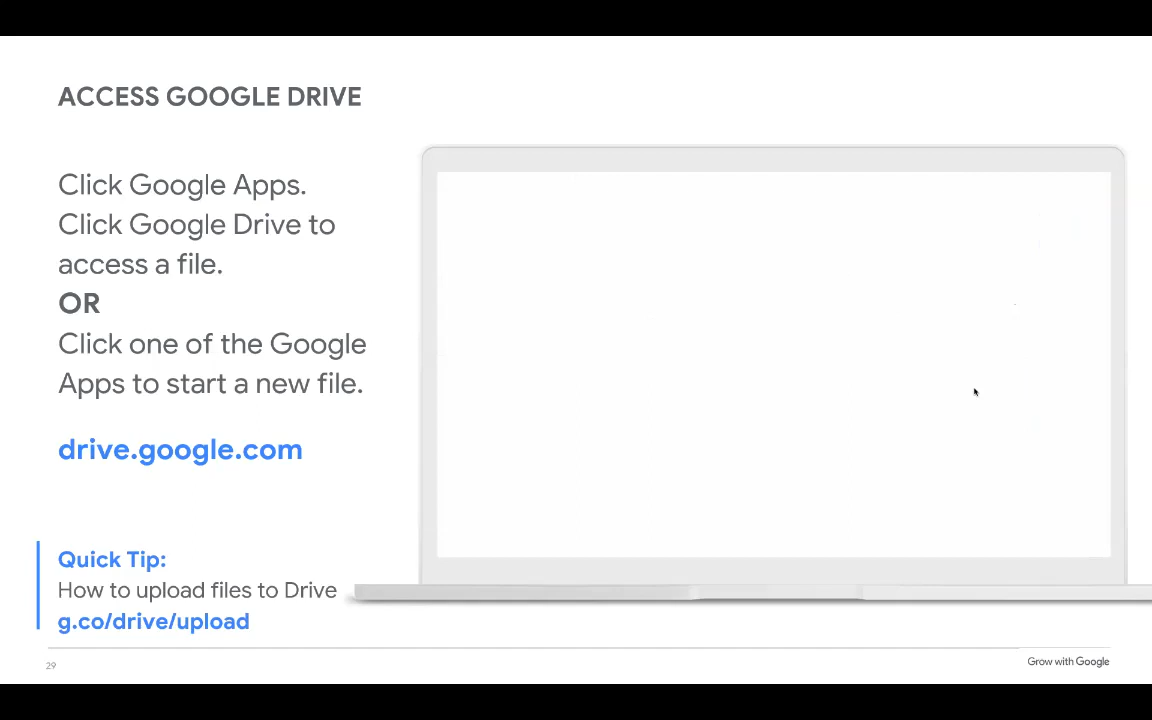 ACCESS GOOGLE DRIVE
Click Google Apps.
Click Google Drive to
access a file.
OR
Click one of the Google
Apps to start a new file.
drive.google.com
Quick Tip:
How to upload files to Drive
g.co/drive/upload
29
Grow with Google